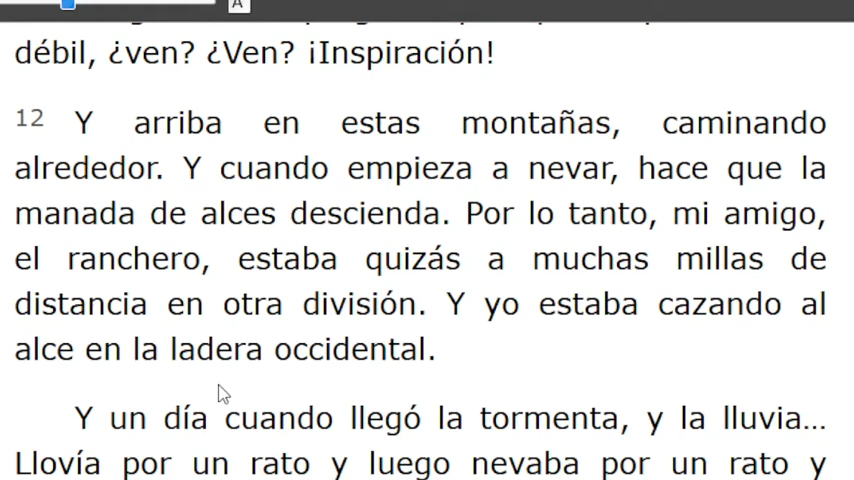 A
débil, ¿ven? ¿Ven? ¡Inspiración!
12 Y arriba en estas montañas, caminando
alrededor. Y cuando empieza a nevar, hace que la
manada de alces descienda. Por lo tanto, mi amigo,
el ranchero, estaba quizás a muchas millas de
distancia en otra división. Y yo estaba cazando al
alce en la ladera occidental.
Y un día cuando llegó la tormenta, y la lluvia...
Llovía por un rato y luego nevaba por un rato y